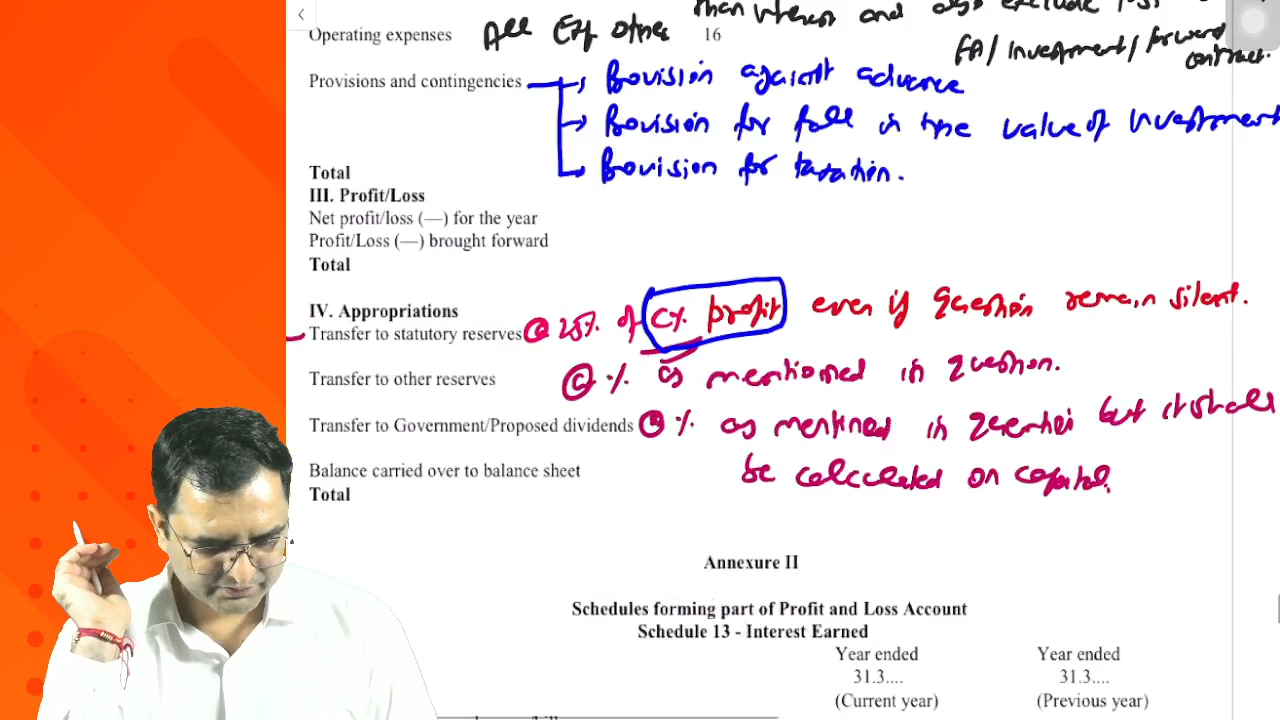 than interest and also exclude
Operating expenses All Exp other 16
FA/ Investment/ forward
contract.
Provisions and contingencies → Provision against advance
→ Provision for fall in the value of Investment
→ Provision for taxation.
Total
III. Profit/Loss
Net profit/loss (—) for the year
Profit/Loss (—) brought forward
Total
IV. Appropriations
Transfer to statutory reserves @ 25% of CY. profit even if question remain silent.
Transfer to other reserves @ % as mentioned in question.
Transfer to Government/Proposed dividends @ % as mentioned in question but it shall
be calculated on capital.
Balance carried over to balance sheet
Total
Annexure II
Schedules forming part of Profit and Loss Account
Schedule 13 - Interest Earned
Year ended Year ended
31.3.... 31.3....
(Current year) (Previous year)